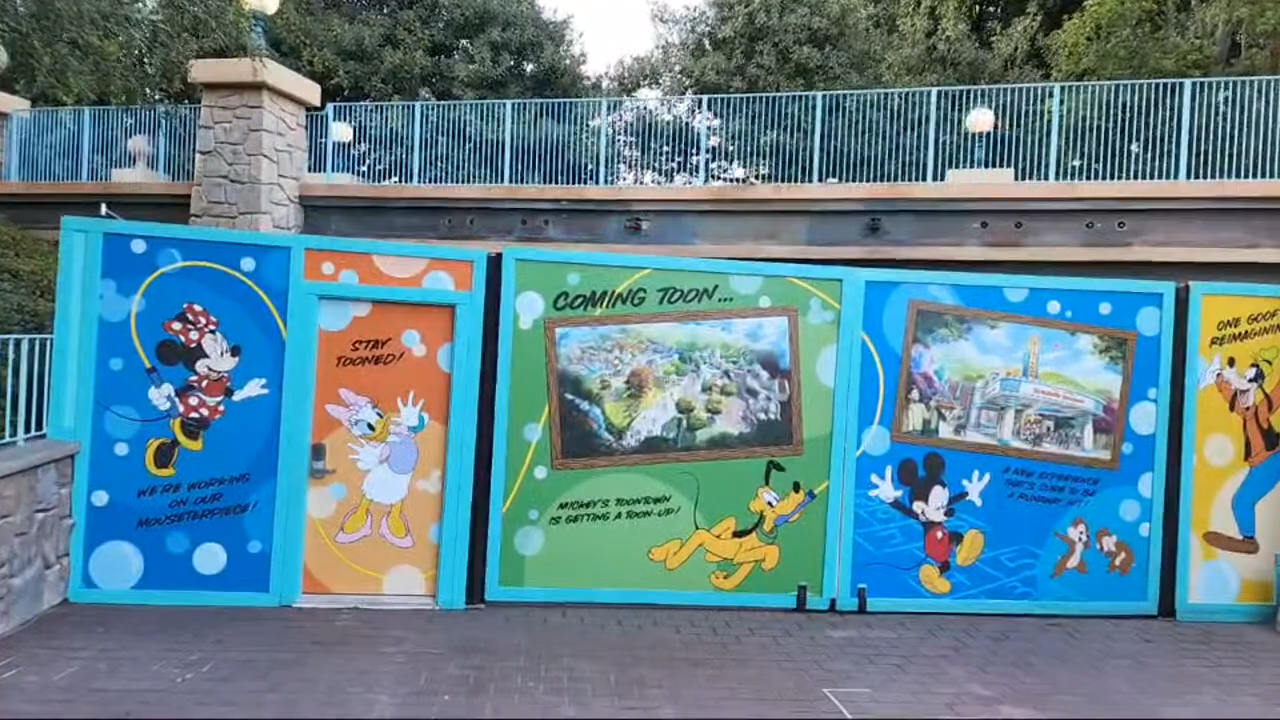 WE'RE WORKING
ON OUR
MOUSETERPIECE!
STAY
TOONED!
COMING TOON...
MICKEY'S TOONTOWN
IS GETTING A TOON-UP!
A NEW EXPERIENCE
THAT'S SURE TO BE
A RUNAWAY HIT!
ONE GOOF
REIMAGININ